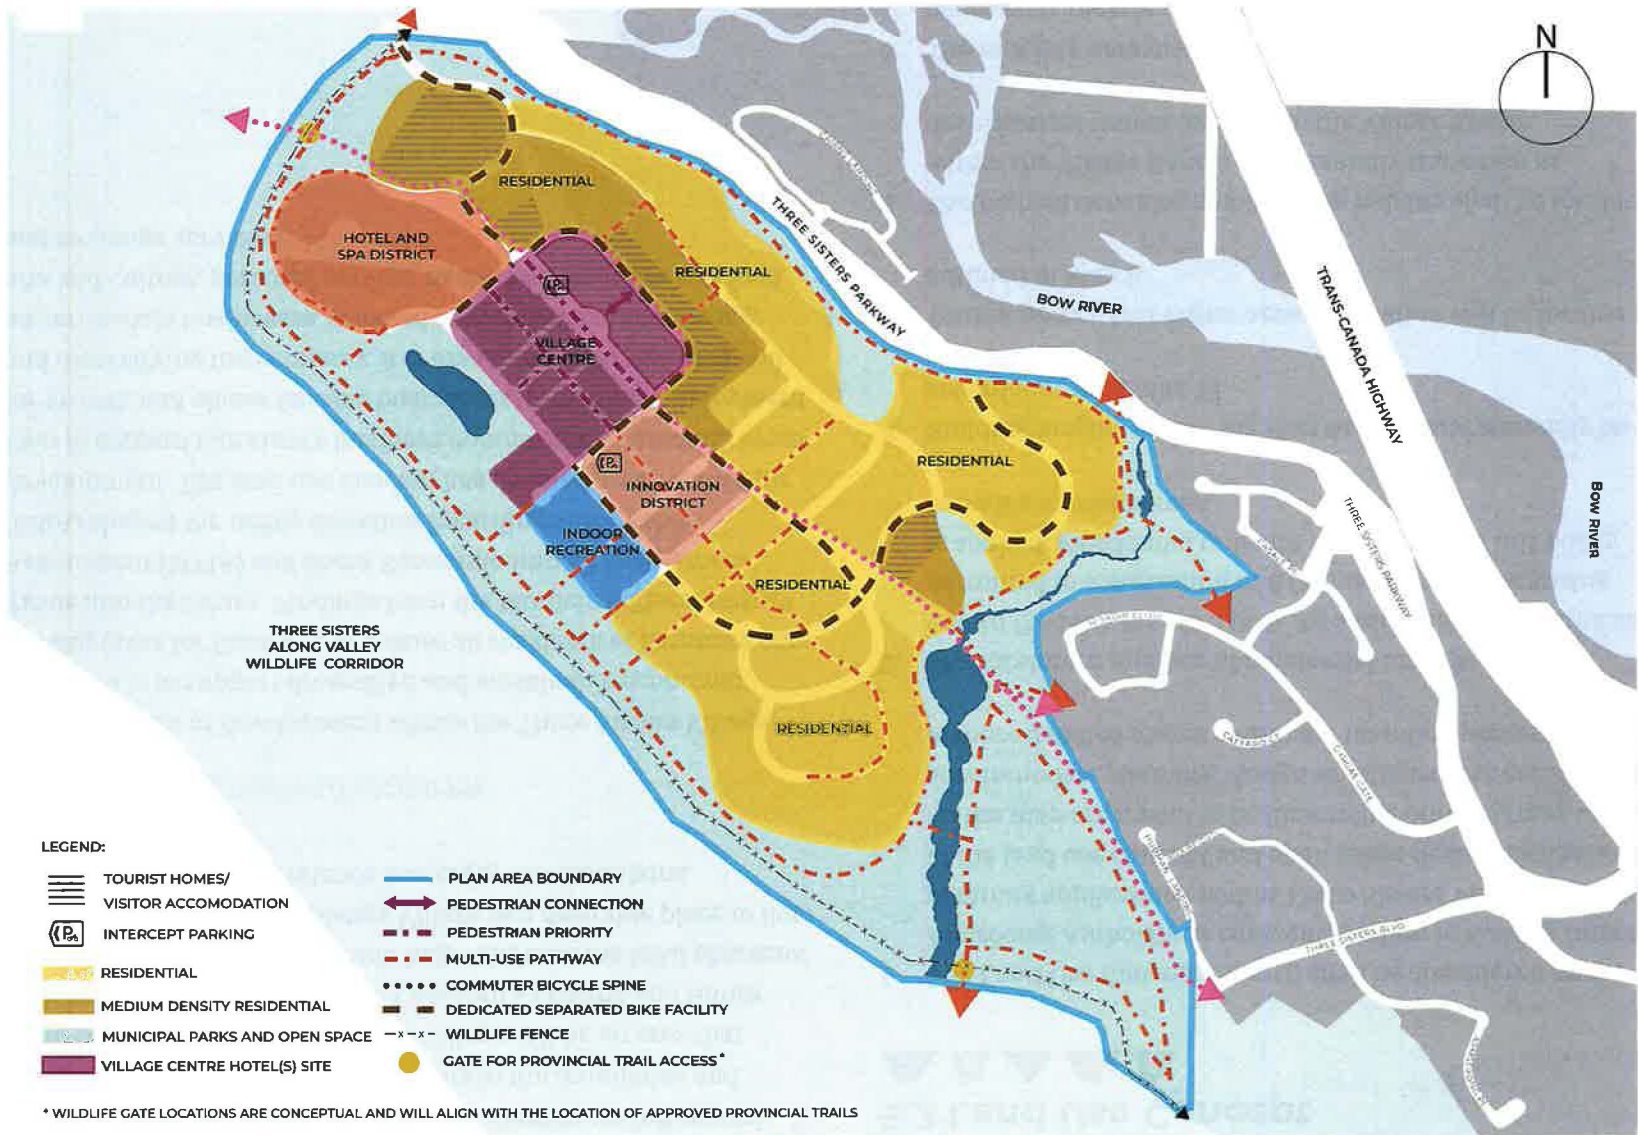 N
RESIDENTIAL
HOTEL AND
SPA DISTRICT
RESIDENTIAL
THREE SISTERS PARKWAY
BOW RIVER
TRANS-CANADA HIGHWAY
VILLAGE
CENTRE
RESIDENTIAL
INNOVATION
DISTRICT
INDOOR
RECREATION
RESIDENTIAL
BOW RIVER
THREE SISTERS PARKWAY
THREE SISTERS
ALONG VALLEY
WILDLIFE CORRIDOR
RESIDENTIAL
THREE SISTERS BLVD
LEGEND:
TOURIST HOMES/
VISITOR ACCOMODATION
INTERCEPT PARKING
RESIDENTIAL
MEDIUM DENSITY RESIDENTIAL
MUNICIPAL PARKS AND OPEN SPACE
VILLAGE CENTRE HOTEL(S) SITE
PLAN AREA BOUNDARY
PEDESTRIAN CONNECTION
PEDESTRIAN PRIORITY
MULTI-USE PATHWAY
COMMUTER BICYCLE SPINE
DEDICATED SEPARATED BIKE FACILITY
WILDLIFE FENCE
GATE FOR PROVINCIAL TRAIL ACCESS*
* WILDLIFE GATE LOCATIONS ARE CONCEPTUAL AND WILL ALIGN WITH THE LOCATION OF APPROVED PROVINCIAL TRAILS